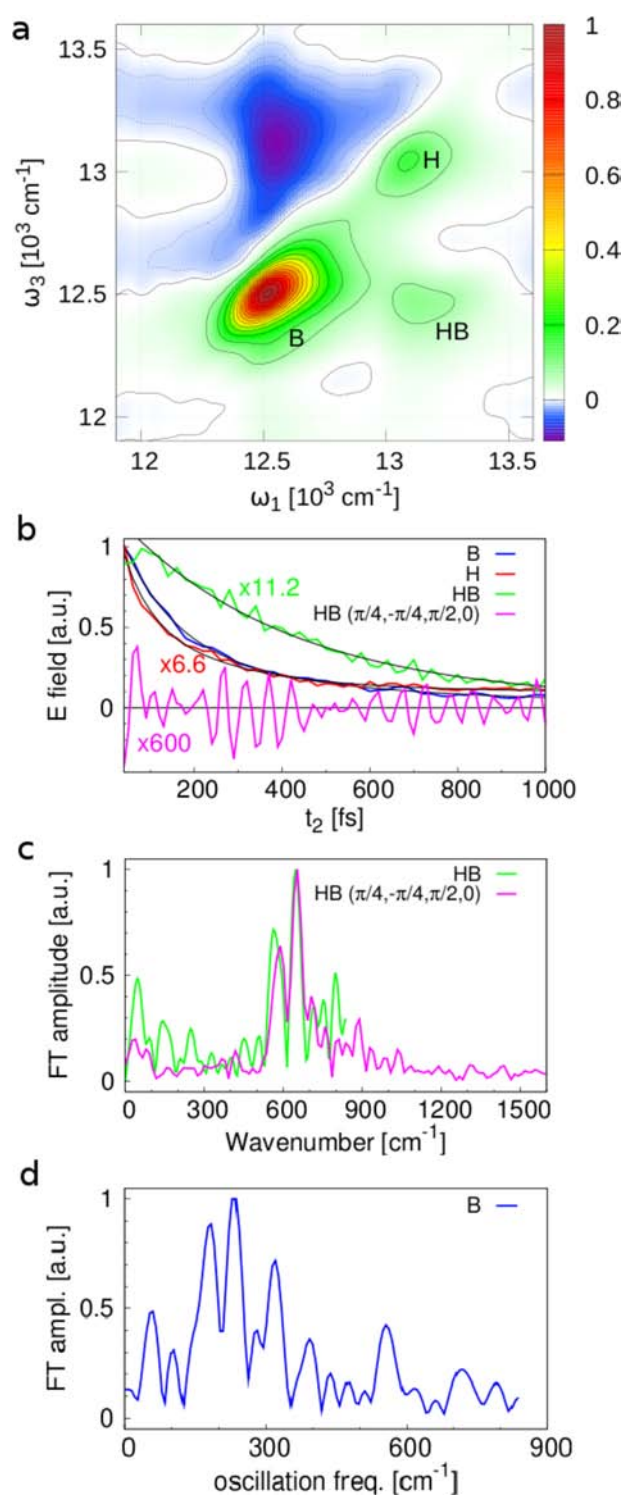 a
13.5
13
12.5
12
ω₃ [10³ cm⁻¹]
H
B
HB
12
12.5
13
13.5
ω₁ [10³ cm⁻¹]
1
0.8
0.6
0.4
0.2
0
b
1
0.5
0
E field [a.u.]
x11.2
x6.6
x600
B
H
HB
HB (π/4,-π/4,π/2,0)
200
400
600
800
1000
t₂ [fs]
c
1
0.5
0
FT amplitude [a.u.]
HB
HB (π/4,-π/4,π/2,0)
0
300
600
900
1200
1500
Wavenumber [cm⁻¹]
d
1
0.5
0
FT ampl. [a.u.]
B
0
300
600
900
oscillation freq. [cm⁻¹]